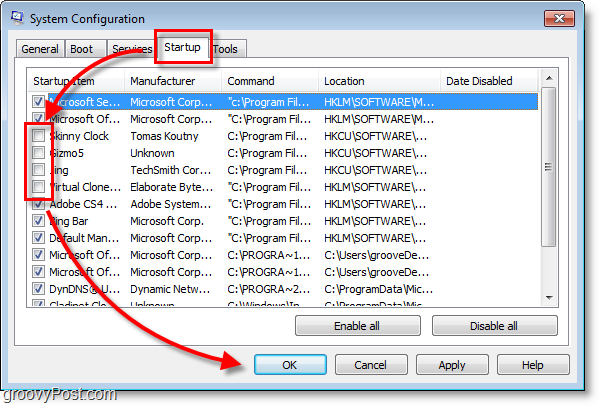 System Configuration
General Boot Services Startup Tools
Startup Item Manufacturer Command Location Date Disabled
Microsoft Se... Microsoft Corp... "c:\Program Fil... HKLM\SOFTWARE\M...
Microsoft Of... Microsoft Corp... "C:\Program Fil... HKLM\SOFTWARE\M...
Skinny Clock Tomas Koutny "C:\Program Fil... HKCU\SOFTWARE\...
Gizmo5 Unknown C:\Program Fil... HKCU\SOFTWARE\...
Jing TechSmith Cor... C:\Program Fil... HKCU\SOFTWARE\...
Virtual Clone... Elaborate Byte... "C:\Program Fil... HKLM\SOFTWARE\...
Adobe CS4 ... Adobe System... "C:\Program Fil... HKLM\SOFTWARE\...
Bing Bar Microsoft Corp. "C:\Program Fil... HKLM\SOFTWARE\...
Default Man... Microsoft Corp... "C:\Program Fil... HKLM\SOFTWARE\...
Microsoft Of... Microsoft Corp... C:\PROGRA~1... C:\Users\grooveDe...
Microsoft Of... Microsoft Corp... C:\PROGRA~1... C:\Users\grooveDe...
DynDNS® U... Dynamic Netw... C:\PROGRA~2... C:\ProgramData\Mic...
Gladinet Clo... Unknown C:\Windows\In... C:\ProgramData\Mic...
Enable all Disable all
OK Cancel Apply Help
groovyPost.com